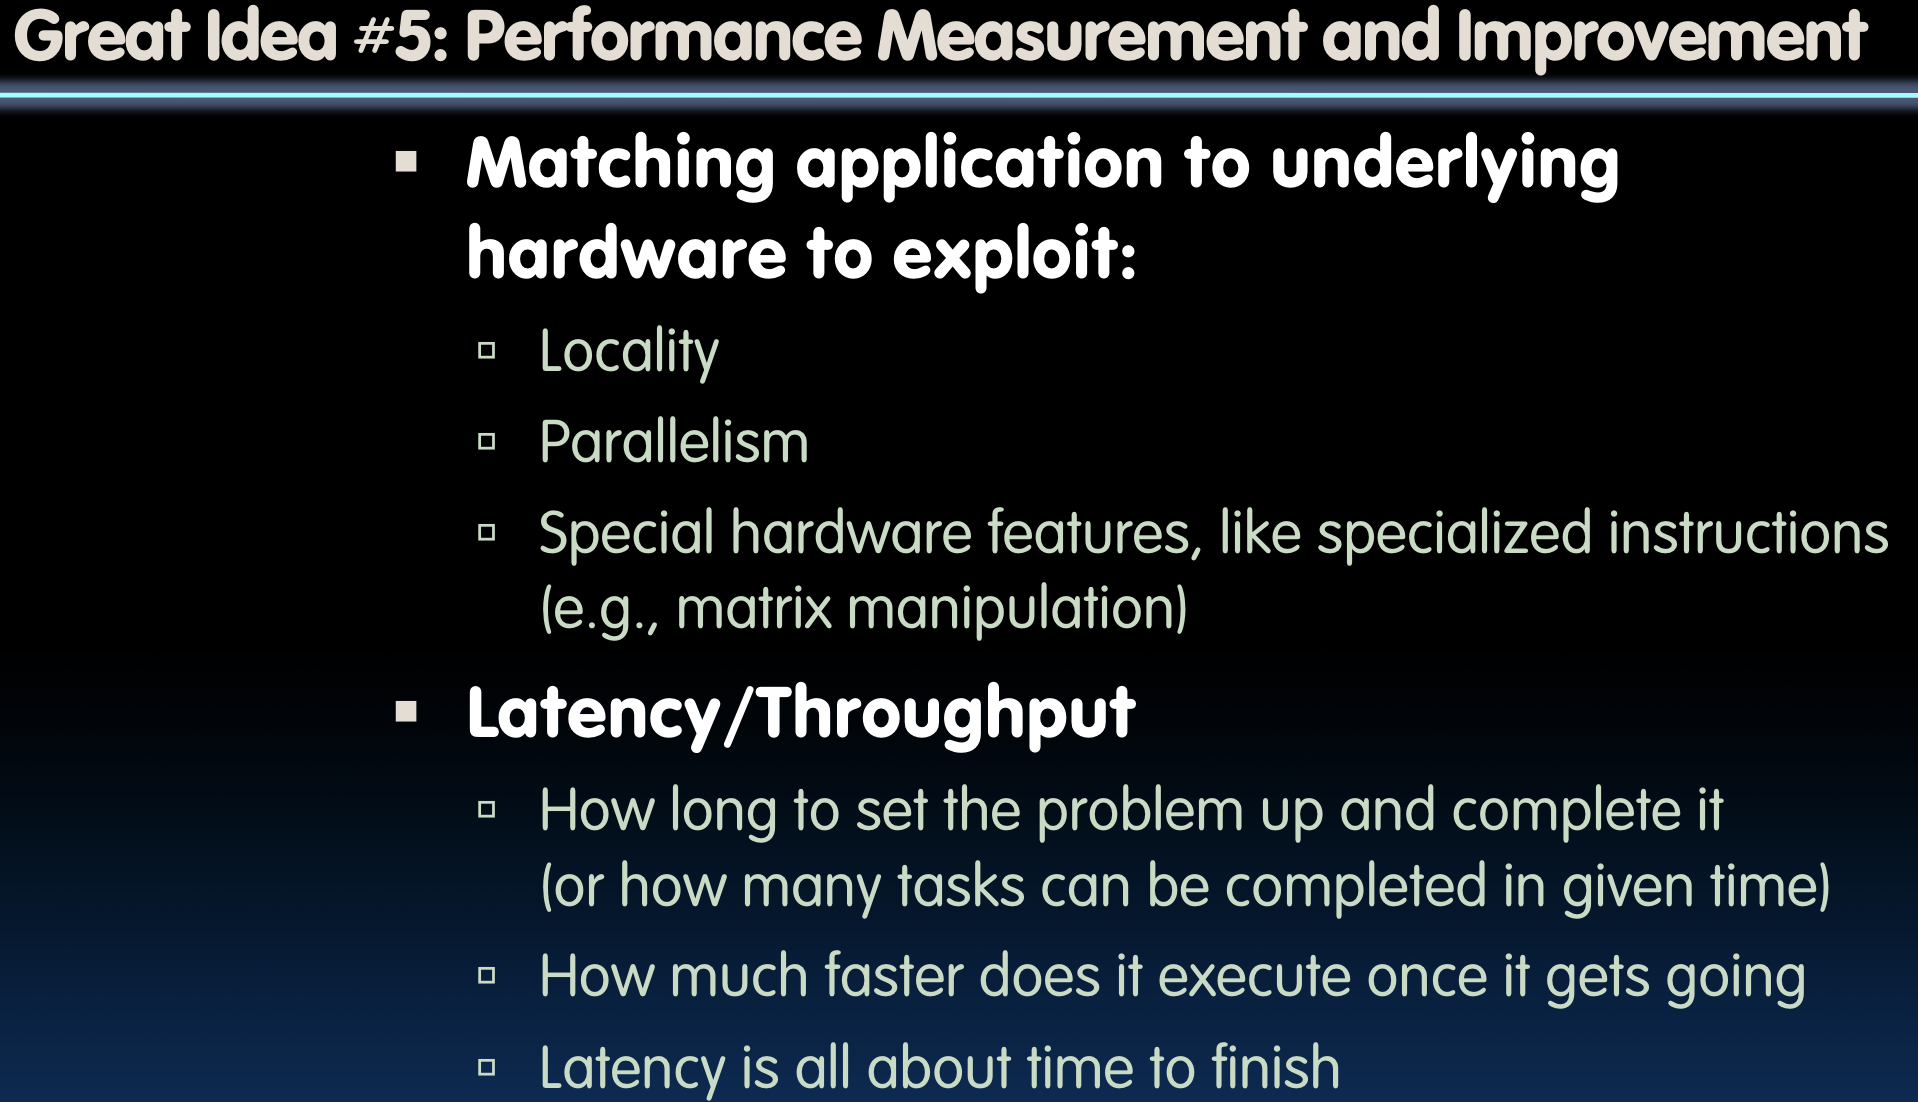 Great Idea #5: Performance Measurement and Improvement
Matching application to underlying
hardware to exploit:
Locality
Parallelism
Special hardware features, like specialized instructions
(e.g., matrix manipulation)
Latency/Throughput
How long to set the problem up and complete it
(or how many tasks can be completed in given time)
How much faster does it execute once it gets going
Latency is all about time to finish